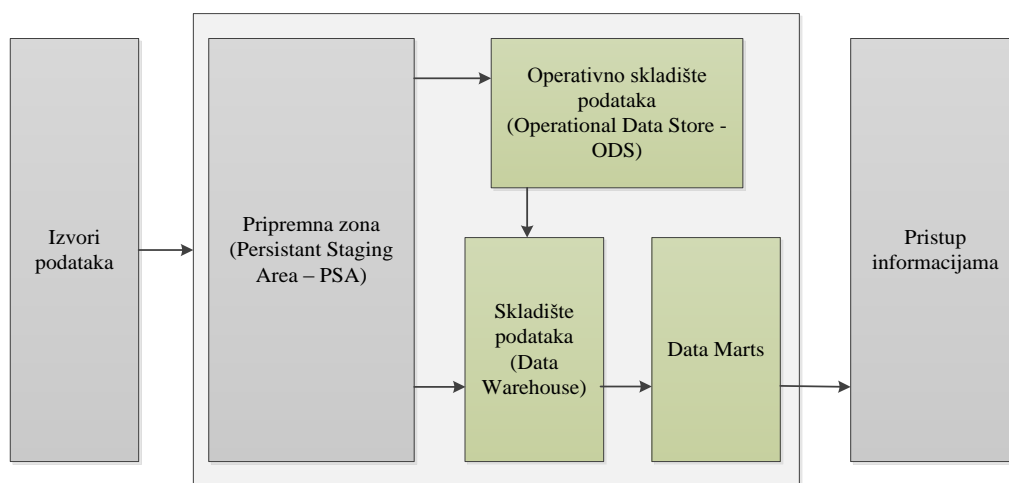 Izvori
podataka
Pripremna zona
(Persistant Staging
Area – PSA)
Operativno skladište
podataka
(Operational Data Store -
ODS)
Skladište
podataka
(Data
Warehouse)
Data Marts
Pristup
informacijama